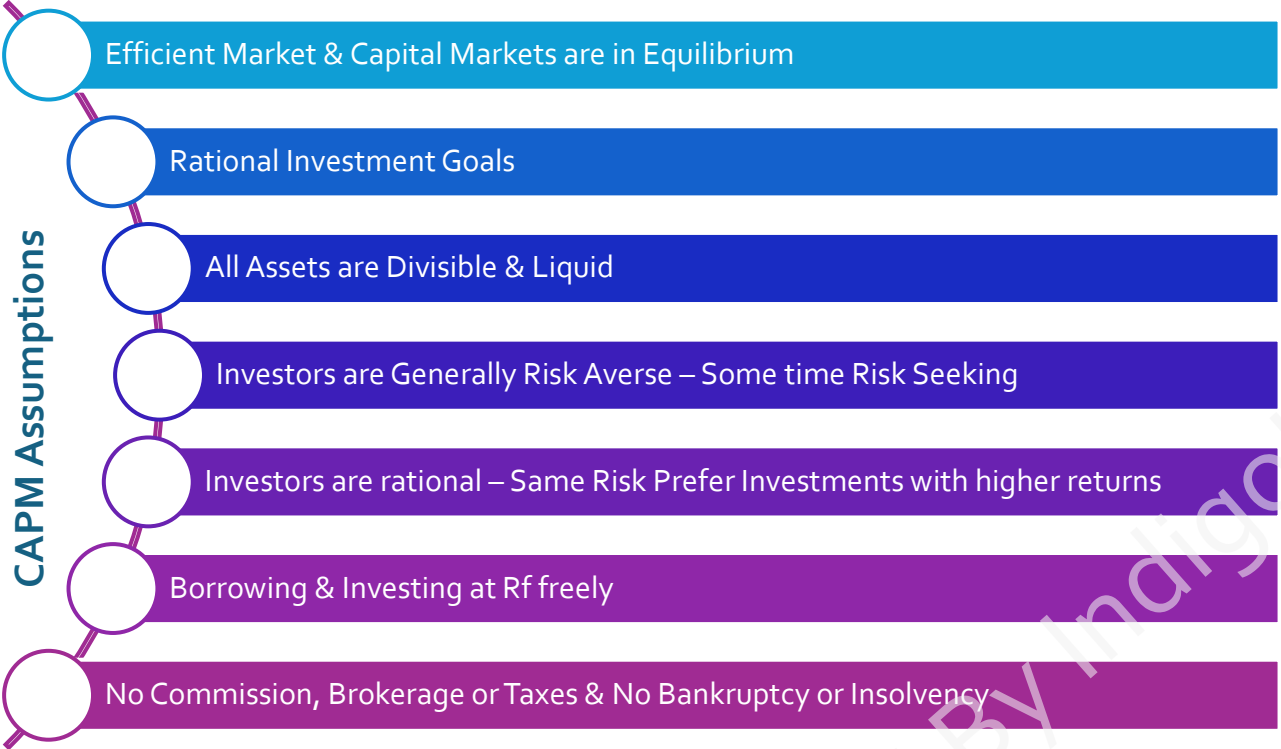 CAPM Assumptions
Efficient Market & Capital Markets are in Equilibrium
Rational Investment Goals
All Assets are Divisible & Liquid
Investors are Generally Risk Averse – Some time Risk Seeking
Investors are rational – Same Risk Prefer Investments with higher returns
Borrowing & Investing at Rf freely
No Commission, Brokerage or Taxes & No Bankruptcy or Insolvency
By Indigo